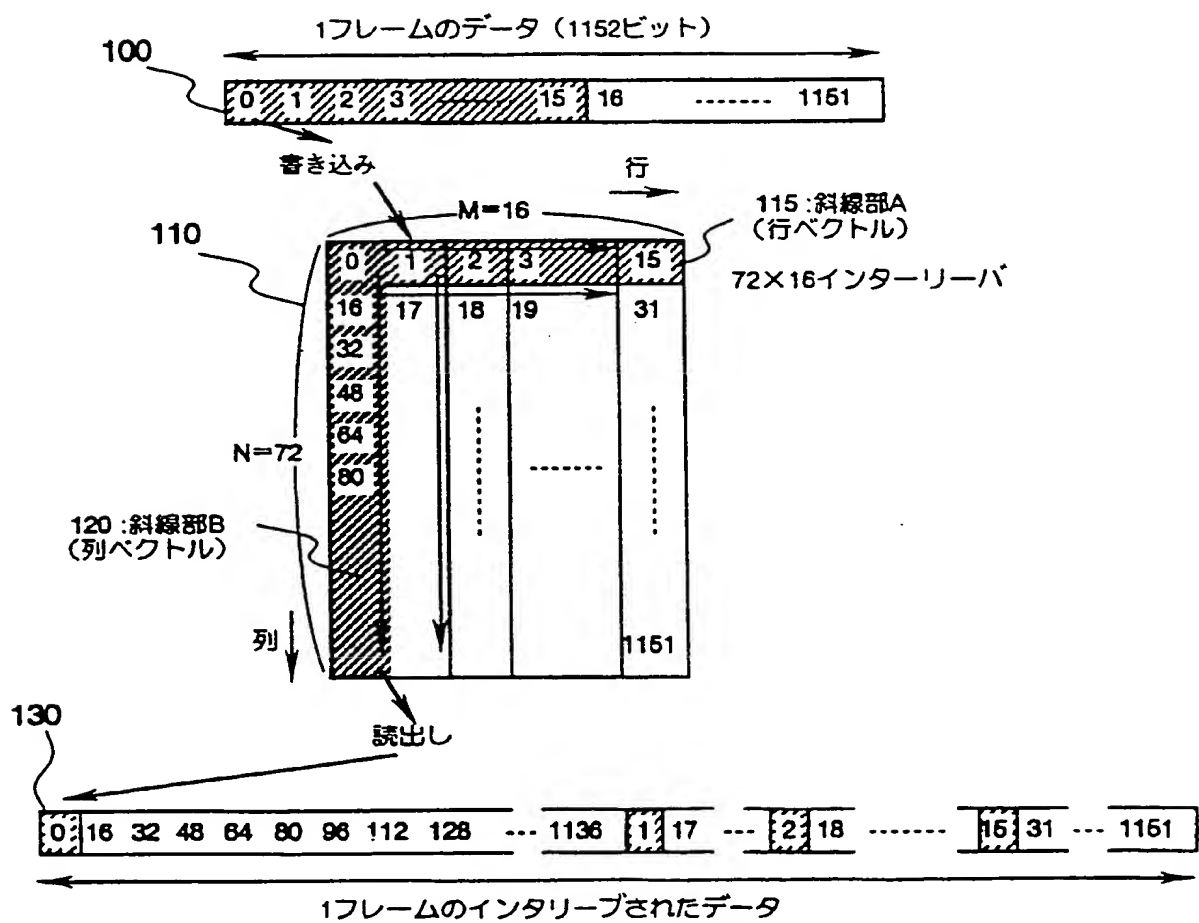 1フレームのデータ（1152ビット）
100
0 1 2 3 ------- 15 16 ------- 1151
書き込み
行
M=16
115 :斜線部A
（行ベクトル）
110
0 1 2 3 15
72×16インターリーバ
16 17 18 19 31
32
48
64
N=72
80
120 :斜線部B
（列ベクトル）
列
1151
読出し
130
0 16 32 48 64 80 96 112 128 --- 1136 1 17 --- 2 18 ------- 15 31 --- 1151
1フレームのインタリーブされたデータ